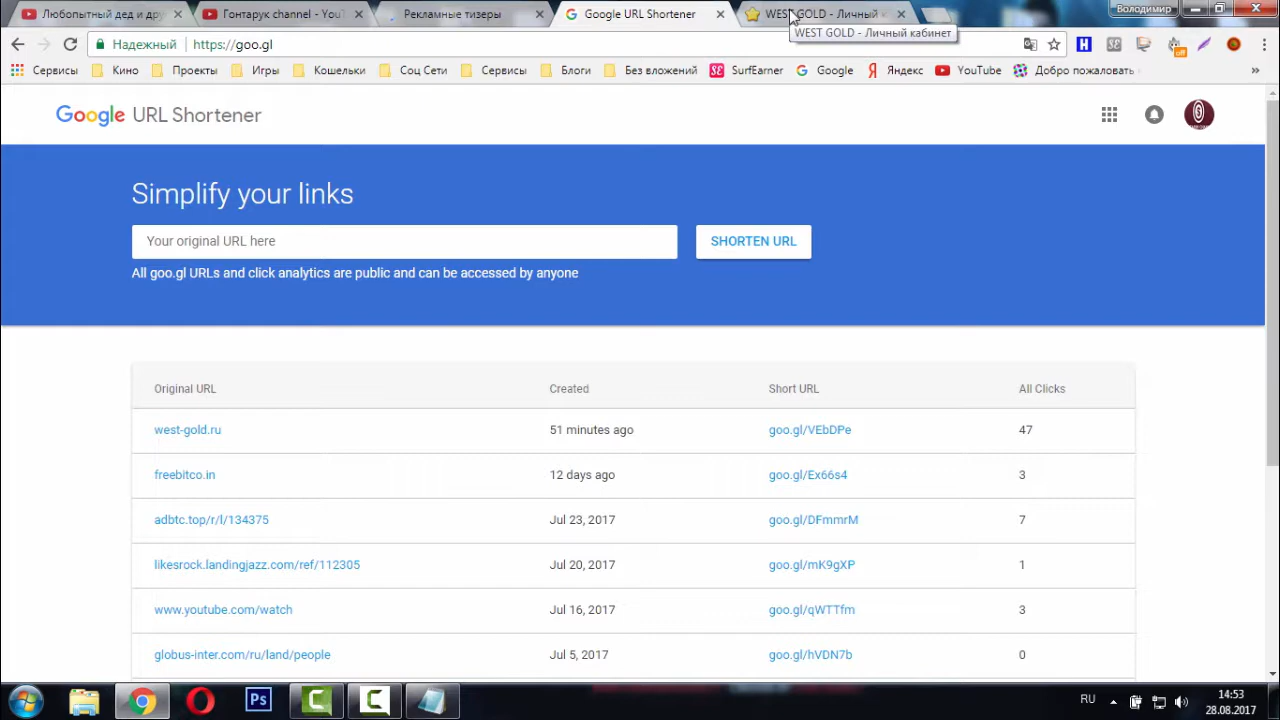 Любопытный дед и друг
Гонтарук channel - YouT
Рекламные тизеры
Google URL Shortener
WEST GOLD - Личный к
Володимир
WEST GOLD - Личный кабинет
Надежный
https://goo.gl
Сервисы
Кино
Проекты
Игры
Кошельки
Соц Сети
Сервисы
Блоги
Без вложений
SurfEarner
Google
Яндекс
YouTube
Добро пожаловать
»
Google URL Shortener
Simplify your links
Your original URL here
SHORTEN URL
All goo.gl URLs and click analytics are public and can be accessed by anyone
Original URL Created Short URL All Clicks
west-gold.ru 51 minutes ago goo.gl/VEbDPe 47
freebitco.in 12 days ago goo.gl/Ex66s4 3
adbtc.top/r/l/134375 Jul 23, 2017 goo.gl/DFmmrM 7
likesrock.landingjazz.com/ref/112305 Jul 20, 2017 goo.gl/mK9gXP 1
www.youtube.com/watch Jul 16, 2017 goo.gl/qWTTfm 3
globus-inter.com/ru/land/people Jul 5, 2017 goo.gl/hVDN7b 0
Ps
RU
14:53
28.08.2017